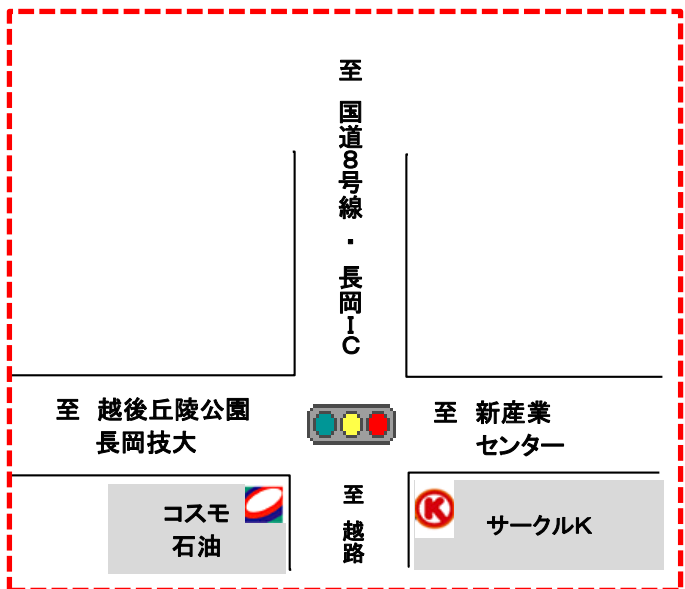 至 国道8号線・長岡IC
至 越後丘陵公園
長岡技大
至 新産業
センター
至 越路
コスモ
石油
K
サークルK